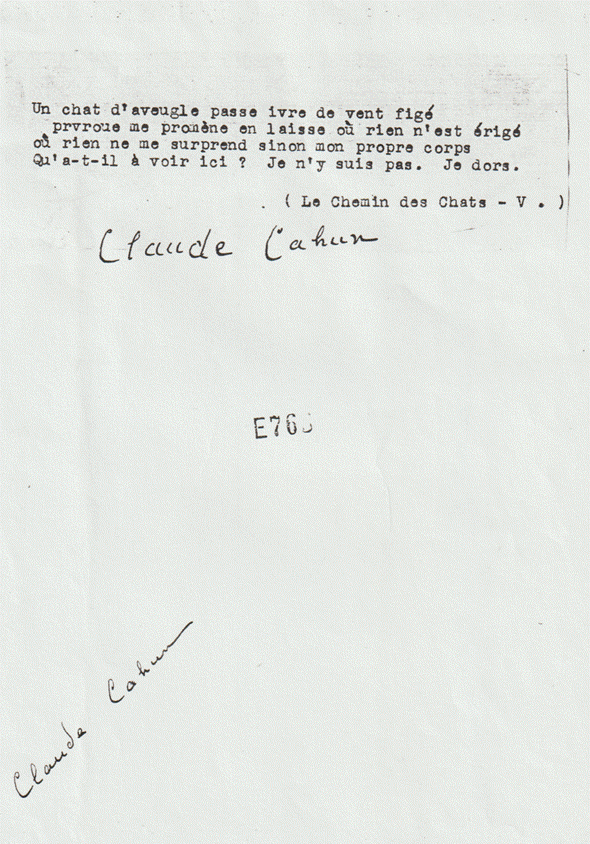 Un chat d'aveugle passe ivre de vent figé
prvroue me promène en laisse où rien n'est érigé
où rien ne me surprend sinon mon propre corps
Qu'a-t-il à voir ici ? Je n'y suis pas. Je dors.
( Le Chemin des Chats - V . )
Claude Cahun
Claude Cahun